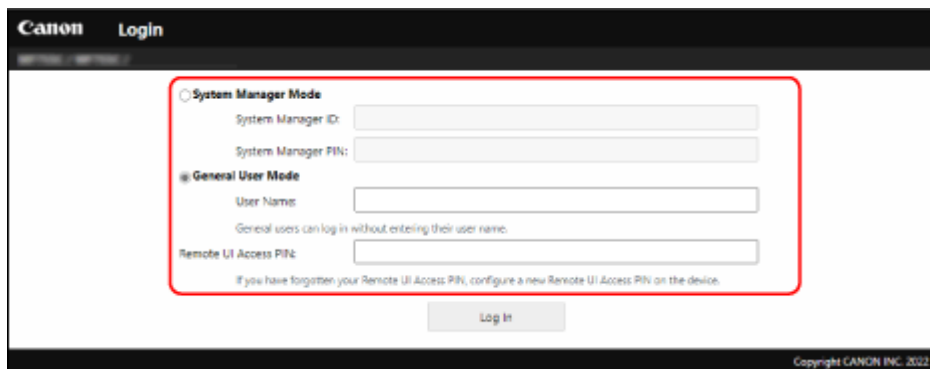 Canon Login
System Manager Mode
System Manager ID:
System Manager PIN:
General User Mode
User Name:
General users can log in without entering their user name.
Remote UI Access PIN:
If you have forgotten your Remote UI Access PIN, configure a new Remote UI Access PIN on the device.
Log In
Copyright CANON INC. 2022